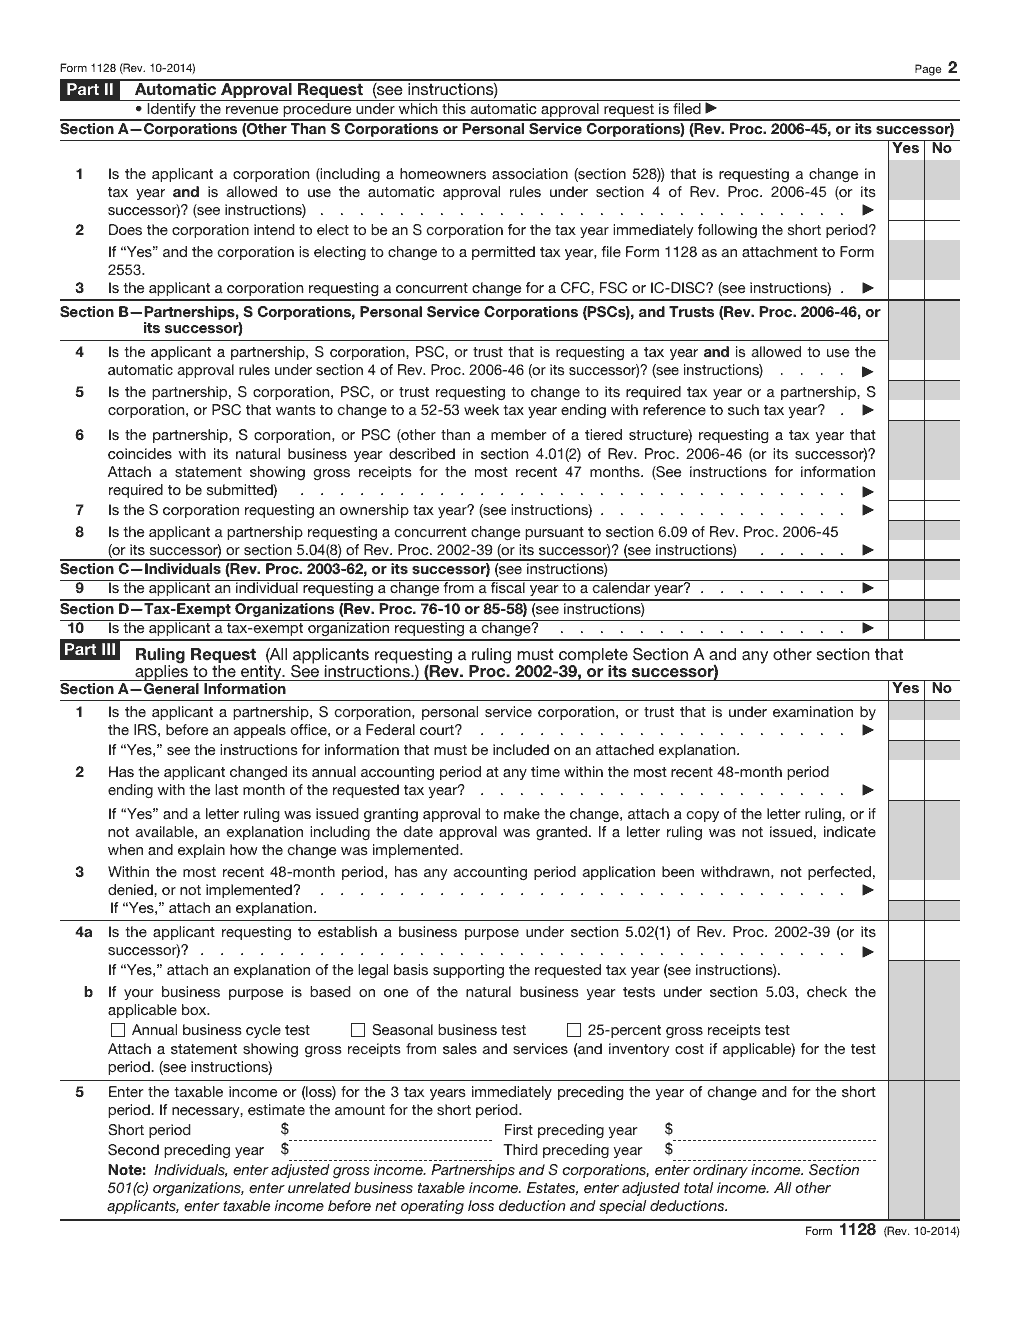 Form 1128 (Rev. 10-2014) Page 2
Part II Automatic Approval Request (see instructions)
• Identify the revenue procedure under which this automatic approval request is filed ▶
Section A—Corporations (Other Than S Corporations or Personal Service Corporations) (Rev. Proc. 2006-45, or its successor)
Yes No
1 Is the applicant a corporation (including a homeowners association (section 528)) that is requesting a change in
tax year and is allowed to use the automatic approval rules under section 4 of Rev. Proc. 2006-45 (or its
successor)? (see instructions) . . . . . . . . . . . . . . . . . . . . . . . . . . . ▶
2 Does the corporation intend to elect to be an S corporation for the tax year immediately following the short period?
If “Yes” and the corporation is electing to change to a permitted tax year, file Form 1128 as an attachment to Form
2553.
3 Is the applicant a corporation requesting a concurrent change for a CFC, FSC or IC-DISC? (see instructions) . ▶
Section B—Partnerships, S Corporations, Personal Service Corporations (PSCs), and Trusts (Rev. Proc. 2006-46, or
its successor)
4 Is the applicant a partnership, S corporation, PSC, or trust that is requesting a tax year and is allowed to use the
automatic approval rules under section 4 of Rev. Proc. 2006-46 (or its successor)? (see instructions) . . . . ▶
5 Is the partnership, S corporation, PSC, or trust requesting to change to its required tax year or a partnership, S
corporation, or PSC that wants to change to a 52-53 week tax year ending with reference to such tax year? . ▶
6 Is the partnership, S corporation, or PSC (other than a member of a tiered structure) requesting a tax year that
coincides with its natural business year described in section 4.01(2) of Rev. Proc. 2006-46 (or its successor)?
Attach a statement showing gross receipts for the most recent 47 months. (See instructions for information
required to be submitted) . . . . . . . . . . . . . . . . . . . . . . . . . . . . ▶
7 Is the S corporation requesting an ownership tax year? (see instructions) . . . . . . . . . . . . . ▶
8 Is the applicant a partnership requesting a concurrent change pursuant to section 6.09 of Rev. Proc. 2006-45
(or its successor) or section 5.04(8) of Rev. Proc. 2002-39 (or its successor)? (see instructions) . . . . . ▶
Section C—Individuals (Rev. Proc. 2003-62, or its successor) (see instructions)
9 Is the applicant an individual requesting a change from a fiscal year to a calendar year? . . . . . . . . ▶
Section D—Tax-Exempt Organizations (Rev. Proc. 76-10 or 85-58) (see instructions)
10 Is the applicant a tax-exempt organization requesting a change? . . . . . . . . . . . . . . . ▶
Part III Ruling Request (All applicants requesting a ruling must complete Section A and any other section that
applies to the entity. See instructions.) (Rev. Proc. 2002-39, or its successor)
Section A—General Information Yes No
1 Is the applicant a partnership, S corporation, personal service corporation, or trust that is under examination by
the IRS, before an appeals office, or a Federal court? . . . . . . . . . . . . . . . . . . . ▶
If “Yes,” see the instructions for information that must be included on an attached explanation.
2 Has the applicant changed its annual accounting period at any time within the most recent 48-month period
ending with the last month of the requested tax year? . . . . . . . . . . . . . . . . . . . ▶
If “Yes” and a letter ruling was issued granting approval to make the change, attach a copy of the letter ruling, or if
not available, an explanation including the date approval was granted. If a letter ruling was not issued, indicate
when and explain how the change was implemented.
3 Within the most recent 48-month period, has any accounting period application been withdrawn, not perfected,
denied, or not implemented? . . . . . . . . . . . . . . . . . . . . . . . . . . . ▶
If “Yes,” attach an explanation.
4a Is the applicant requesting to establish a business purpose under section 5.02(1) of Rev. Proc. 2002-39 (or its
successor)? . . . . . . . . . . . . . . . . . . . . . . . . . . . . . . . . . ▶
If “Yes,” attach an explanation of the legal basis supporting the requested tax year (see instructions).
b If your business purpose is based on one of the natural business year tests under section 5.03, check the
applicable box.
☐ Annual business cycle test ☐ Seasonal business test ☐ 25-percent gross receipts test
Attach a statement showing gross receipts from sales and services (and inventory cost if applicable) for the test
period. (see instructions)
5 Enter the taxable income or (loss) for the 3 tax years immediately preceding the year of change and for the short
period. If necessary, estimate the amount for the short period.
Short period $ First preceding year $
Second preceding year $ Third preceding year $
Note: Individuals, enter adjusted gross income. Partnerships and S corporations, enter ordinary income. Section
501(c) organizations, enter unrelated business taxable income. Estates, enter adjusted total income. All other
applicants, enter taxable income before net operating loss deduction and special deductions.
Form 1128 (Rev. 10-2014)